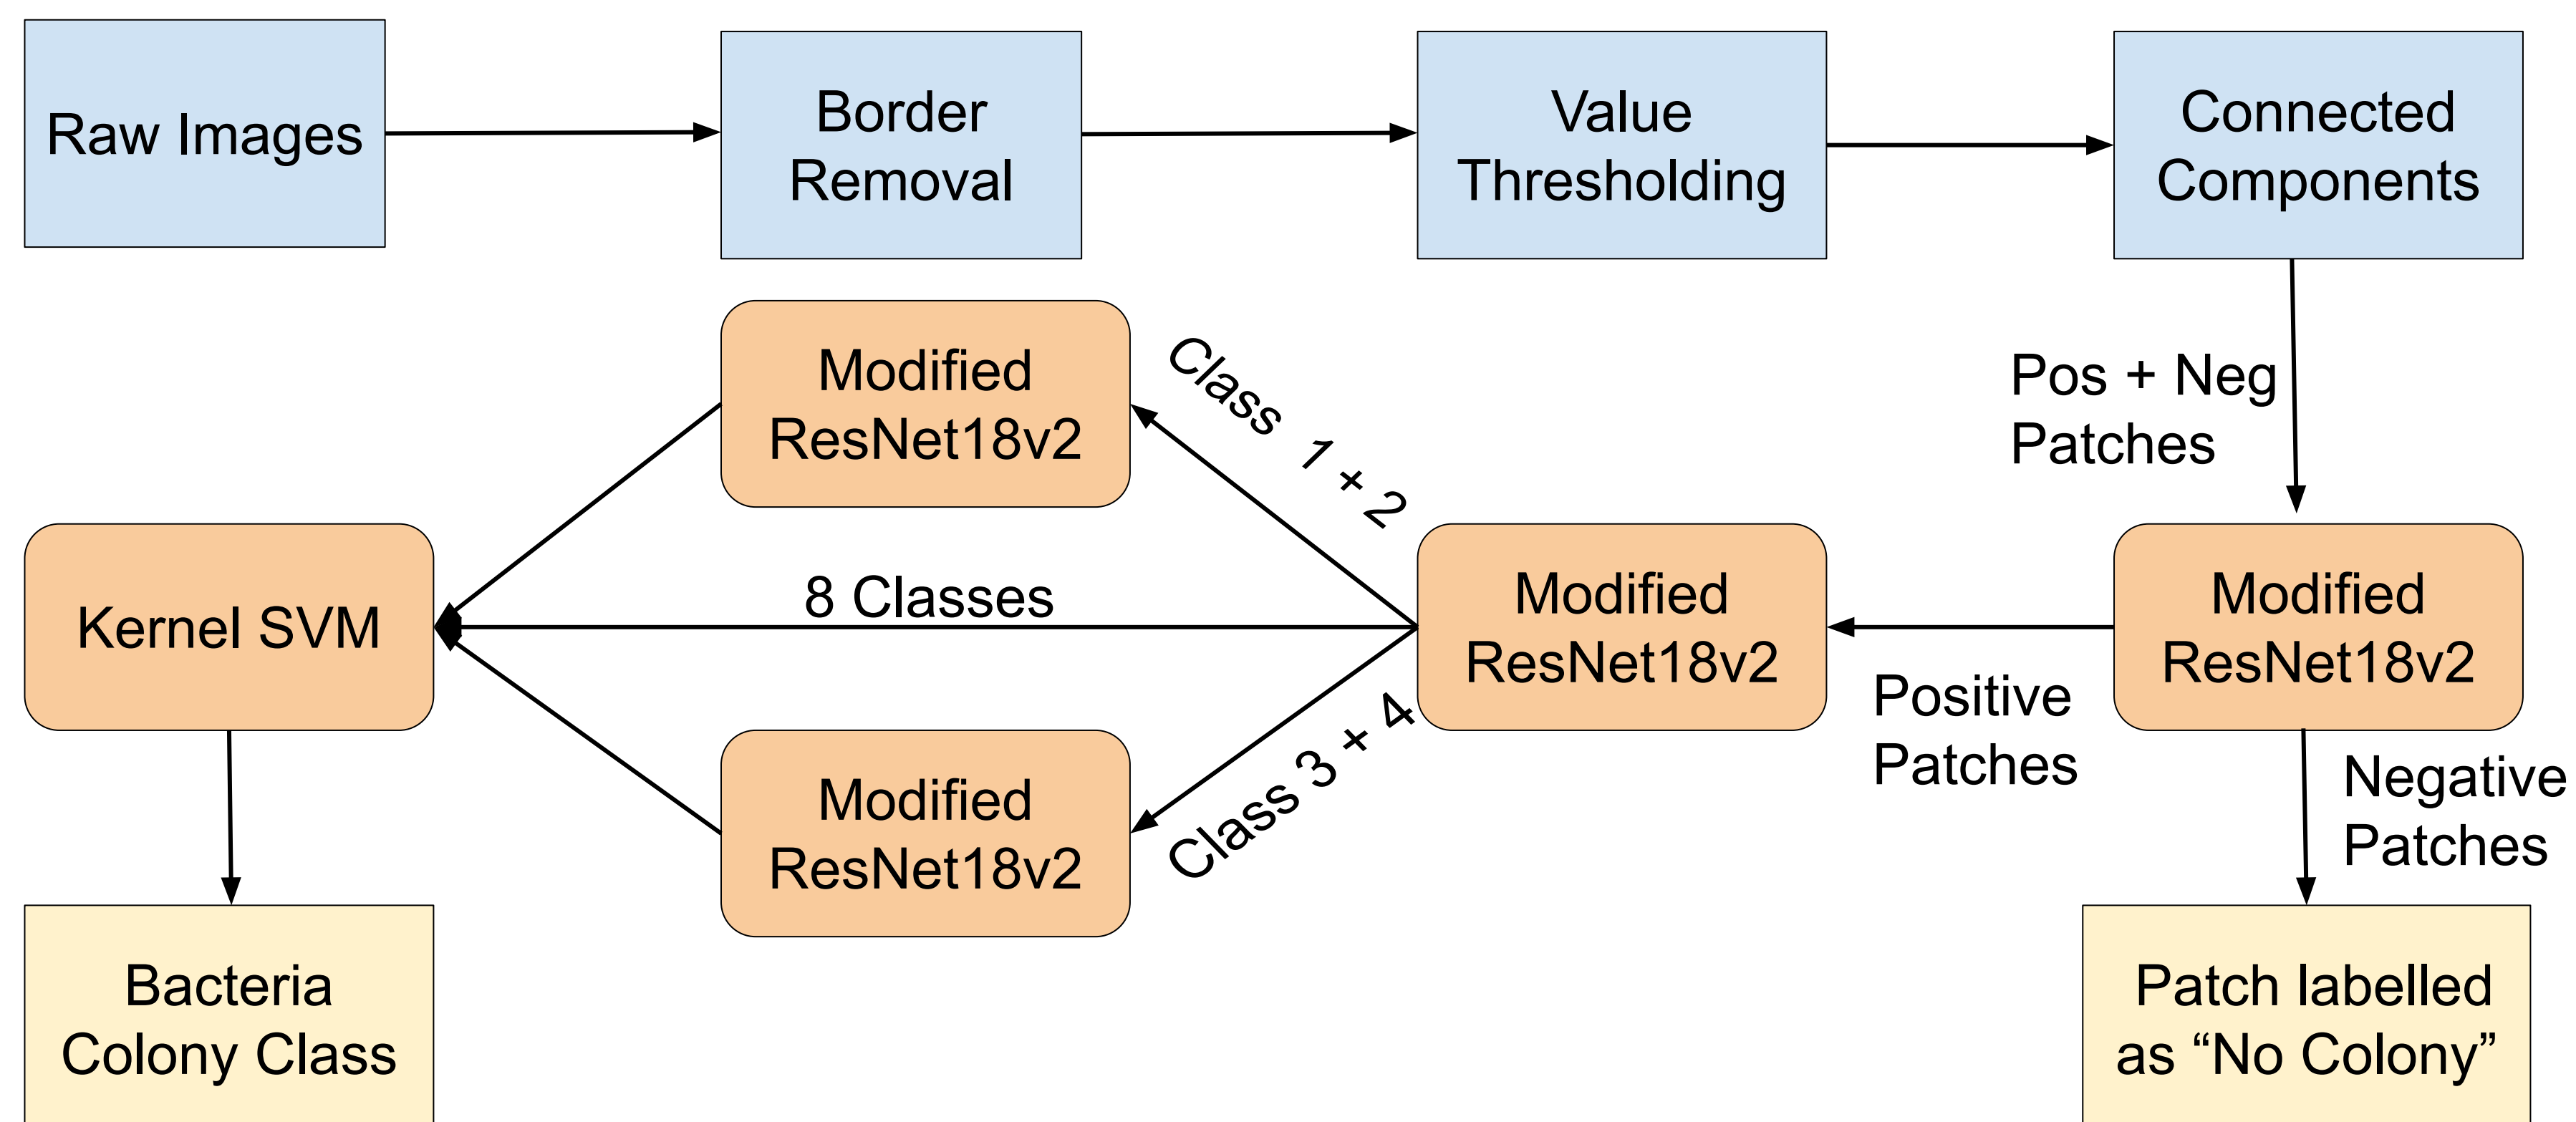 Raw Images
Border
Removal
Value
Thresholding
Connected
Components
Pos + Neg
Patches
Modified
ResNet18v2
Class 1 + 2
Kernel SVM
8 Classes
Modified
ResNet18v2
Positive
Patches
Modified
ResNet18v2
Negative
Patches
Class 3 + 4
Modified
ResNet18v2
Bacteria
Colony Class
Patch labelled
as “No Colony”